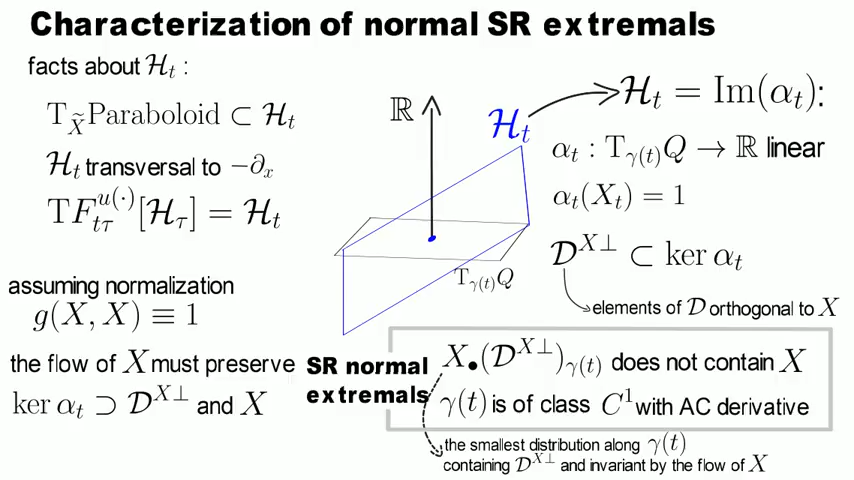 Characterization of normal SR extremals
facts about ℋ_t :
T_X̃ Paraboloid ⊂ ℋ_t
ℋ_t transversal to −∂_x
TF_{tτ}^{u(·)}[ℋ_τ] = ℋ_t
assuming normalization
g(X, X) ≡ 1
the flow of X must preserve
ker α_t ⊃ 𝒟^{X⊥} and X
ℝ
ℋ_t
T_{γ(t)}Q
ℋ_t = Im(α_t):
α_t : T_{γ(t)}Q → ℝ linear
α_t(X_t) = 1
𝒟^{X⊥} ⊂ ker α_t
elements of 𝒟 orthogonal to X
SR normal
extremals
X_•(𝒟^{X⊥})_{γ(t)} does not contain X
γ(t) is of class C^1 with AC derivative
the smallest distribution along γ(t)
containing 𝒟^{X⊥} and invariant by the flow of X